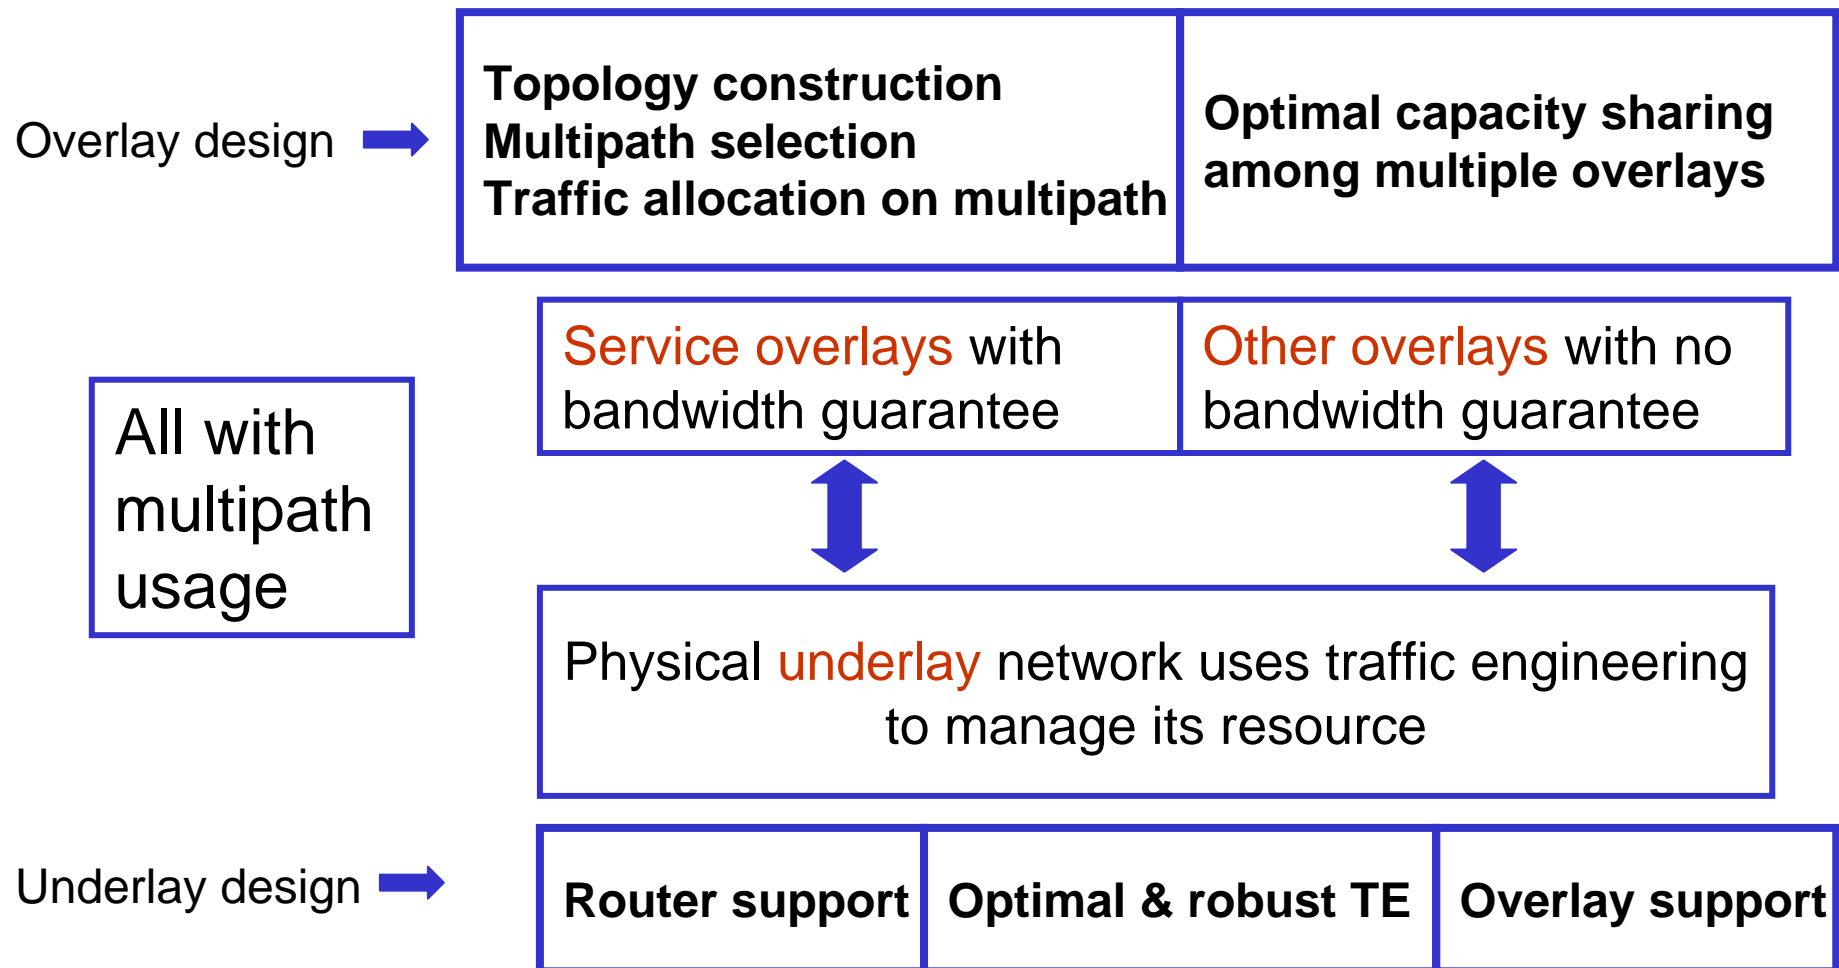 Overlay design
Topology construction
Multipath selection
Traffic allocation on multipath
Optimal capacity sharing
among multiple overlays
Service overlays with
bandwidth guarantee
Other overlays with no
bandwidth guarantee
All with
multipath
usage
Physical underlay network uses traffic engineering
to manage its resource
Underlay design
Router support
Optimal & robust TE
Overlay support